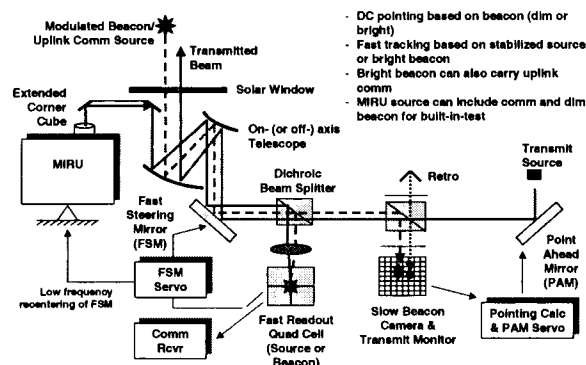 Modulated Beacon/
Uplink Comm Source
Transmitted
Beam
- DC pointing based on beacon (dim or
bright)
- Fast tracking based on stabilized source
or bright beacon
- Bright beacon can also carry uplink
comm
- MIRU source can include comm and dim
beacon for built-in-test
Solar Window
Extended
Corner
Cube
MIRU
On- (or off-) axis
Telescope
Dichroic
Beam Splitter
Retro
Transmit
Source
Fast
Steering
Mirror
(FSM)
Point
Ahead
Mirror
(PAM)
FSM
Servo
Low frequency
recentering of FSM
Comm
Rcvr
Fast Readout
Quad Cell
(Source or
Beacon)
Slow Beacon
Camera &
Transmit Monitor
Pointing Calc
& PAM Servo